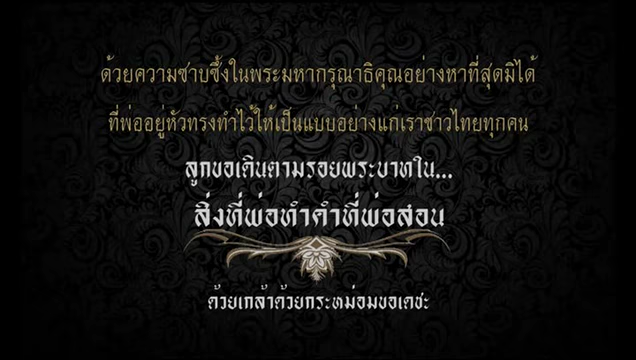 ด้วยความซาบซึ้งในพระมหากรุณาธิคุณอย่างหาที่สุดมิได้
ที่พ่ออยู่หัวทรงทำไว้ให้เป็นแบบอย่างแก่เราชาวไทยทุกคน
ลูกขอเดินตามรอยพระบาทใน...
สิ่งที่พ่อทำคำที่พ่อสอน
ด้วยเกล้าด้วยกระหม่อมขอเดชะ